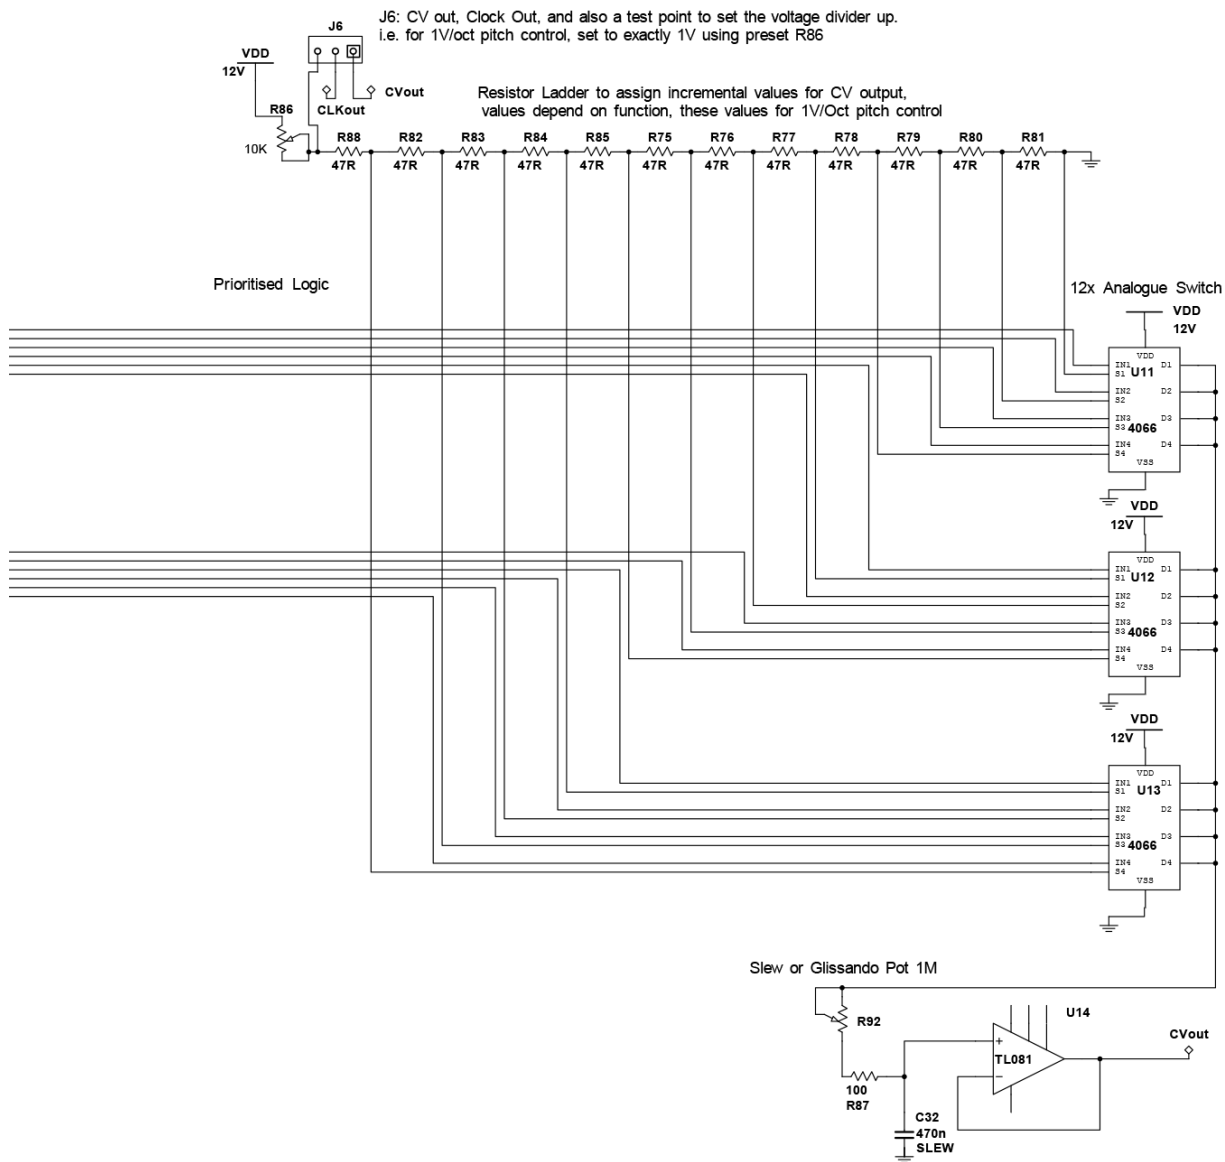 J6: CV out, Clock Out, and also a test point to set the voltage divider up.
i.e. for 1V/oct pitch control, set to exactly 1V using preset R86
J6
VDD
12V
CLKout
CVout
R86
10K
Resistor Ladder to assign incremental values for CV output,
values depend on function, these values for 1V/Oct pitch control
R88 R82 R83 R84 R85 R75 R76 R77 R78 R79 R80 R81
47R 47R 47R 47R 47R 47R 47R 47R 47R 47R 47R 47R
Prioritised Logic
12x Analogue Switch
VDD
12V
VDD
IN1 U11 D1
S1
IN2 D2
S2
IN3 D3
S3 4066
IN4 D4
S4
VSS
VDD
12V
VDD
IN1 D1
S1 U12
IN2 D2
S2
IN3 D3
S3 4066
IN4 D4
S4
VSS
VDD
12V
VDD
IN1 D1
S1 U13
IN2 D2
S2
IN3 D3
S3 4066
IN4 D4
S4
VSS
Slew or Glissando Pot 1M
R92
U14
CVout
+
TL081
−
100
R87
C32
470n
SLEW